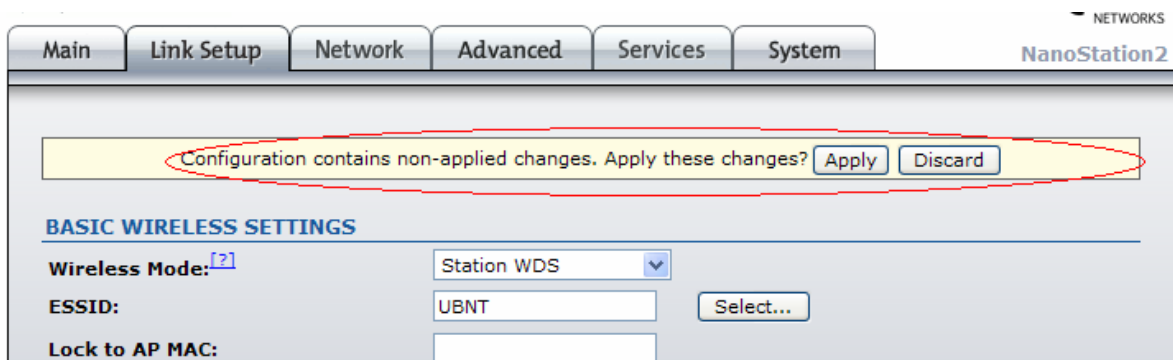 NETWORKS
Main Link Setup Network Advanced Services System NanoStation2
Configuration contains non-applied changes. Apply these changes? Apply Discard
BASIC WIRELESS SETTINGS
Wireless Mode:[?] Station WDS
ESSID: UBNT Select...
Lock to AP MAC: